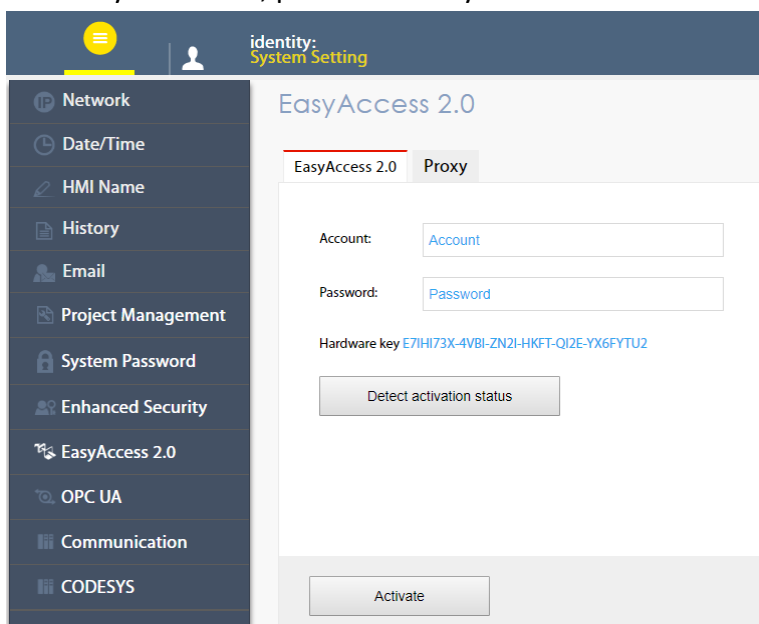 identity:
System Setting
IP Network
Date/Time
HMI Name
History
Email
Project Management
System Password
Enhanced Security
EasyAccess 2.0
OPC UA
Communication
CODESYS
EasyAccess 2.0
EasyAccess 2.0 Proxy
Account: Account
Password: Password
Hardware key E7IHI73X-4VBI-ZN2I-HKFT-QI2E-YX6FYTU2
Detect activation status
Activate